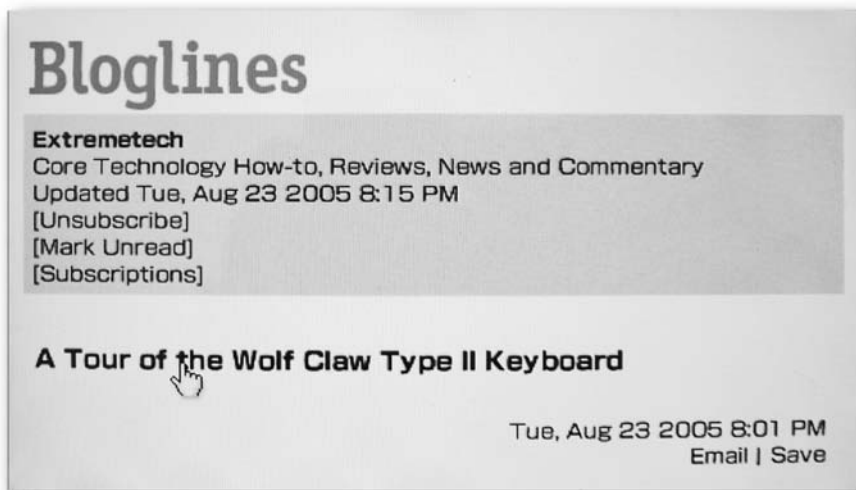 Bloglines
Extremetech
Core Technology How-to, Reviews, News and Commentary
Updated Tue, Aug 23 2005 8:15 PM
[Unsubscribe]
[Mark Unread]
[Subscriptions]
A Tour of the Wolf Claw Type II Keyboard
Tue, Aug 23 2005 8:01 PM
Email | Save